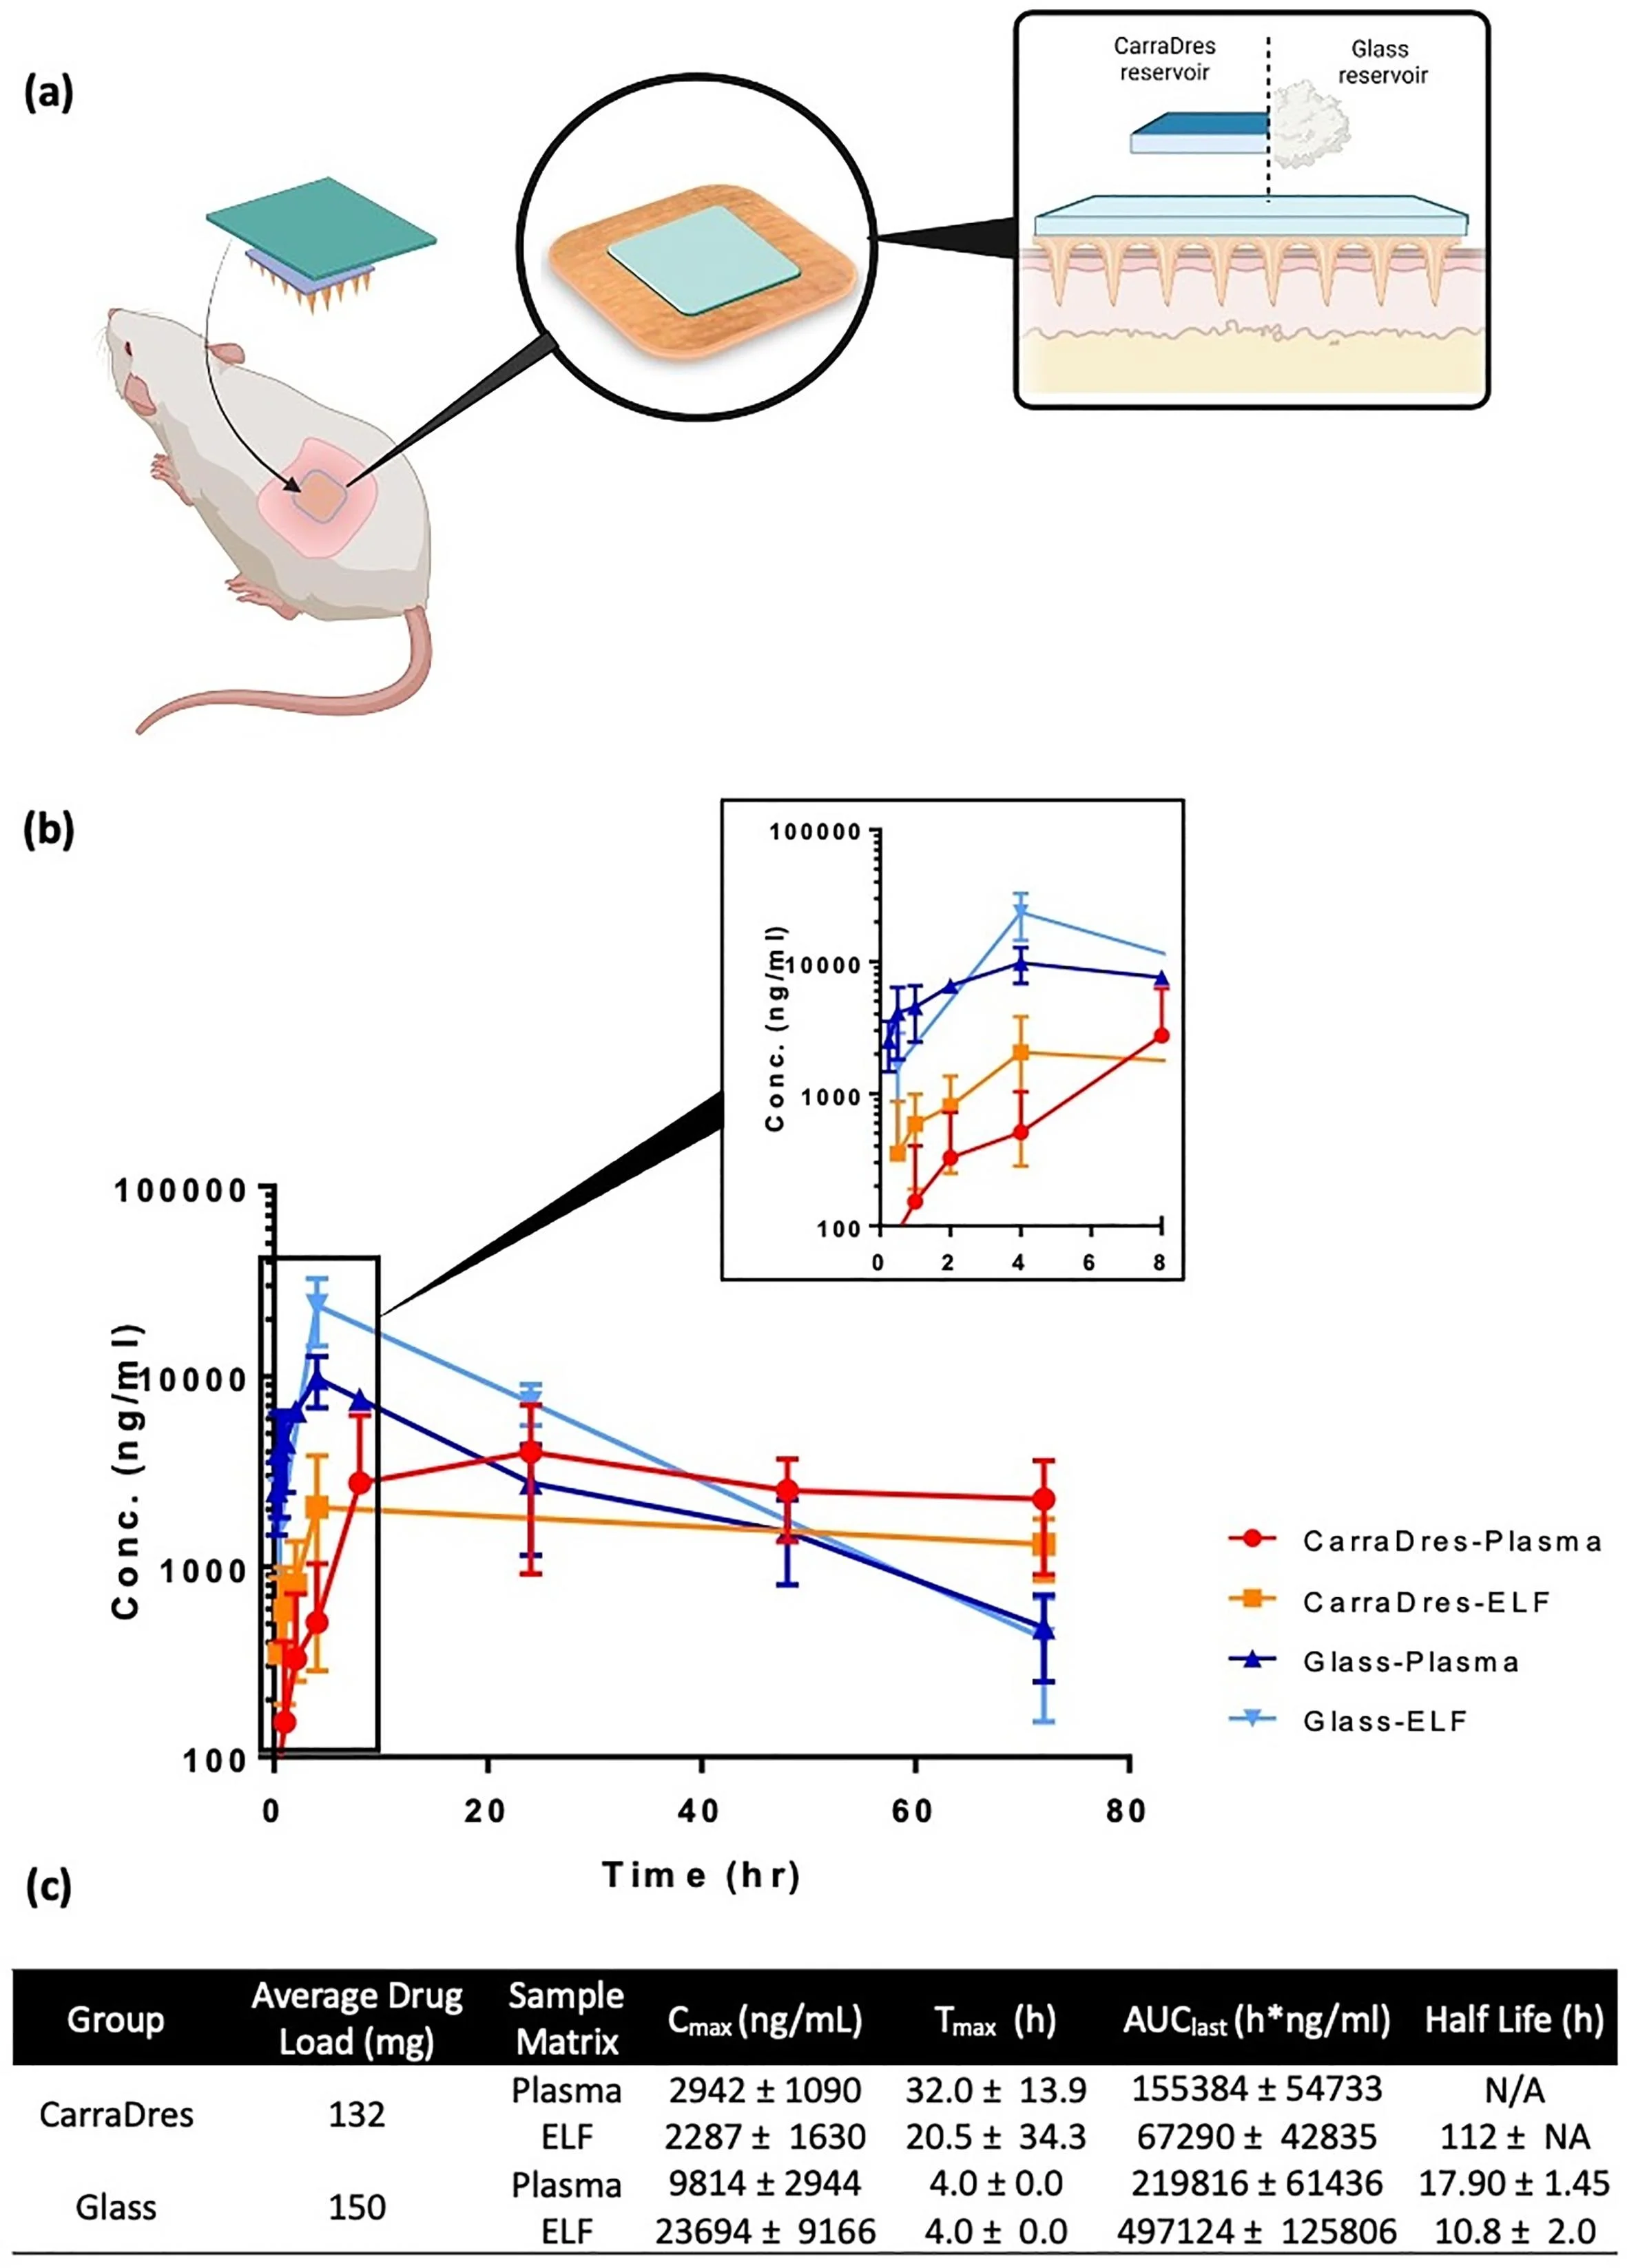 (a)
CarraDres
reservoir
Glass
reservoir
(b)
100000
10000
1000
100
Conc. (ng/ml)
0 2 4 6 8
100000
10000
1000
100
Conc. (ng/ml)
0 20 40 60 80
Time (hr)
CarraDres-Plasma
CarraDres-ELF
Glass-Plasma
Glass-ELF
(c)
Group Average Drug Load (mg) Sample Matrix Cmax (ng/mL) Tmax (h) AUClast (h*ng/ml) Half Life (h)
CarraDres 132 Plasma 2942 ± 1090 32.0 ± 13.9 155384 ± 54733 N/A
ELF 2287 ± 1630 20.5 ± 34.3 67290 ± 42835 112 ± NA
Glass 150 Plasma 9814 ± 2944 4.0 ± 0.0 219816 ± 61436 17.90 ± 1.45
ELF 23694 ± 9166 4.0 ± 0.0 497124 ± 125806 10.8 ± 2.0